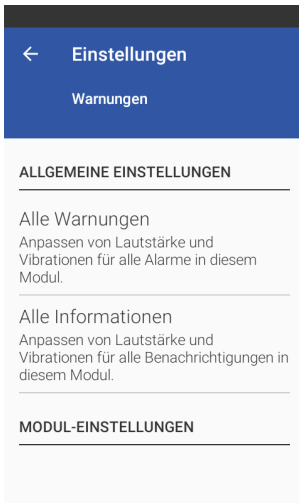 Einstellungen
Warnungen
ALLGEMEINE EINSTELLUNGEN
Alle Warnungen
Anpassen von Lautstärke und
Vibrationen für alle Alarme in diesem
Modul.
Alle Informationen
Anpassen von Lautstärke und
Vibrationen für alle Benachrichtigungen in
diesem Modul.
MODUL-EINSTELLUNGEN